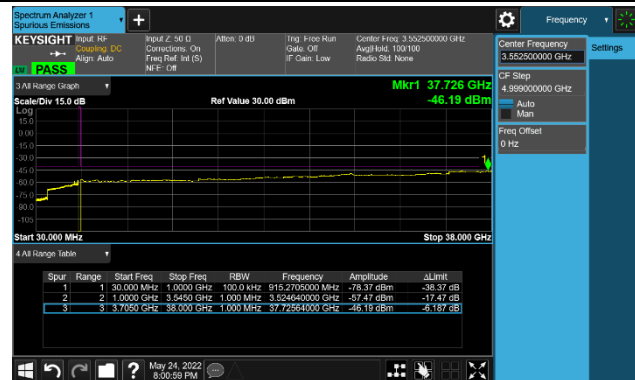 Spectrum Analyzer 1
Spurious Emissions
+
Frequency
KEYSIGHT
Input: RF
Coupling: DC
Align: Auto
Input Z: 50 Ω
Corrections: On
Freq Ref: Int (S)
NFE: Off
Atten: 0 dB
Trig: Free Run
Gate: Off
IF Gain: Low
Center Freq: 3.552500000 GHz
Avg|Hold: 100/100
Radio Std: None
LW PASS
Center Frequency
3.552500000 GHz
Settings
CF Step
4.999000000 GHz
Auto
Man
Freq Offset
0 Hz
3 All Range Graph
Mkr1 37.726 GHz
Scale/Div 15.0 dB
Ref Value 30.00 dBm
-46.19 dBm
Log
15.0
0.00
-15.0
-30.0
-45.0
-60.0
-75.0
-90.0
-105
1
Start 30.000 MHz
Stop 38.000 GHz
4 All Range Table
Spur Range Start Freq Stop Freq RBW Frequency Amplitude ΔLimit
1 1 30.000 MHz 1.0000 GHz 100.0 kHz 915.2705000 MHz -78.37 dBm -38.37 dB
2 2 1.0000 GHz 3.5450 GHz 1.000 MHz 3.524640000 GHz -57.47 dBm -17.47 dB
3 3 3.7050 GHz 38.000 GHz 1.000 MHz 37.72564000 GHz -46.19 dBm -6.187 dB
?
May 24, 2022
8:00:59 PM